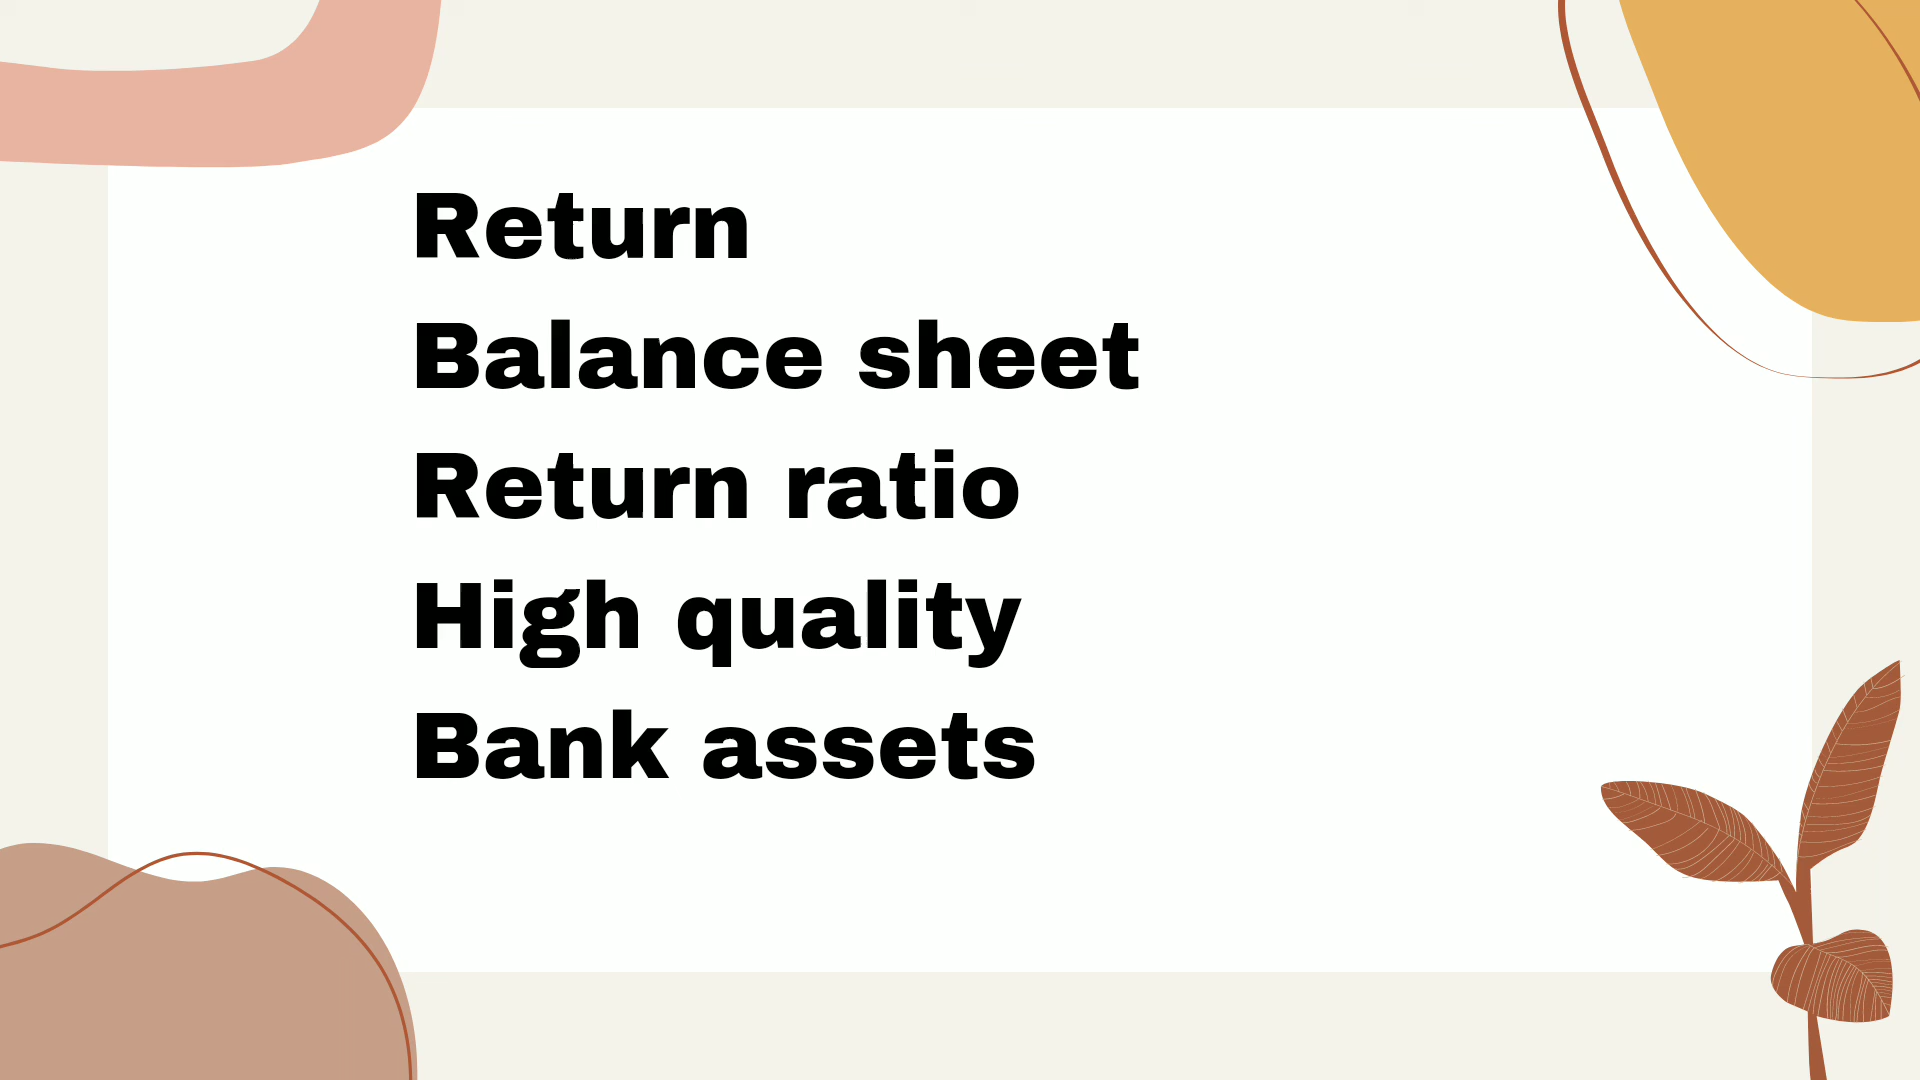 Return
Balance sheet
Return ratio
High quality
Bank assets